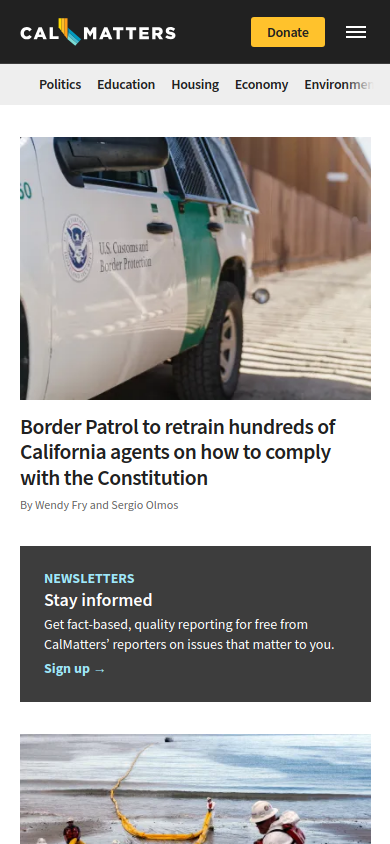 CALMATTERS
Donate
Politics Education Housing Economy
60
U.S. Customs and
Border Protection
Border Patrol to retrain hundreds of
California agents on how to comply
with the Constitution
By Wendy Fry and Sergio Olmos
NEWSLETTERS
Stay informed
Get fact-based, quality reporting for free from
CalMatters’ reporters on issues that matter to you.
Sign up →